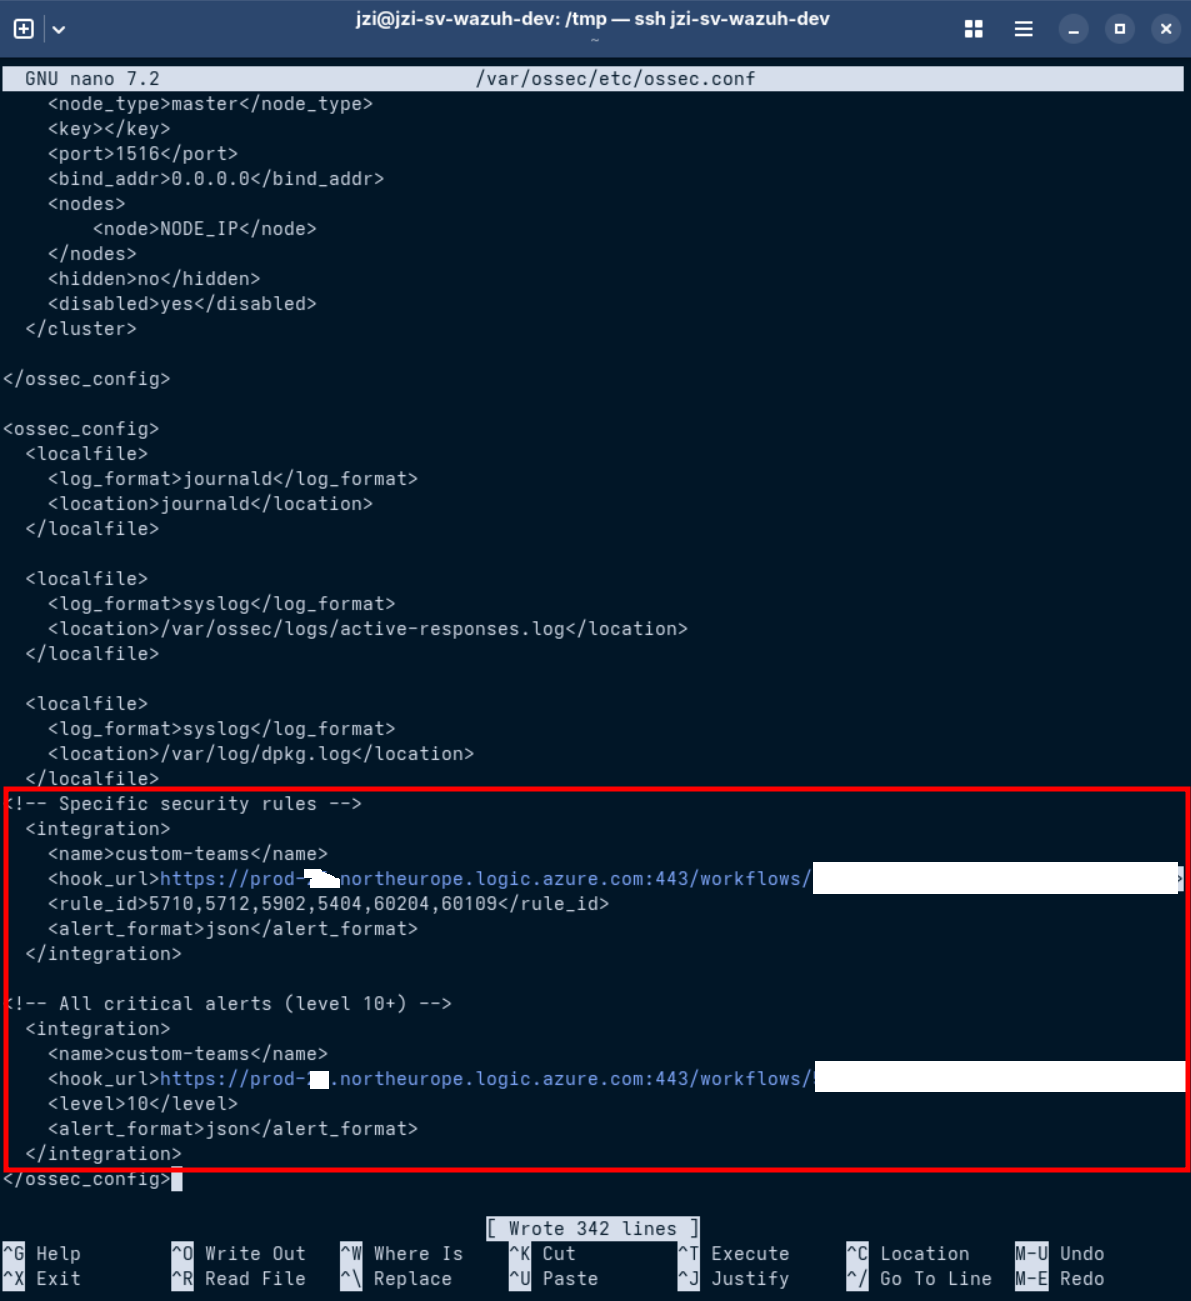 jzi@jzi-sv-wazuh-dev: /tmp — ssh jzi-sv-wazuh-dev
~
GNU nano 7.2 /var/ossec/etc/ossec.conf
<node_type>master</node_type>
<key></key>
<port>1516</port>
<bind_addr>0.0.0.0</bind_addr>
<nodes>
<node>NODE_IP</node>
</nodes>
<hidden>no</hidden>
<disabled>yes</disabled>
</cluster>
</ossec_config>
<ossec_config>
<localfile>
<log_format>journald</log_format>
<location>journald</location>
</localfile>
<localfile>
<log_format>syslog</log_format>
<location>/var/ossec/logs/active-responses.log</location>
</localfile>
<localfile>
<log_format>syslog</log_format>
<location>/var/log/dpkg.log</location>
</localfile>
<!-- Specific security rules -->
<integration>
<name>custom-teams</name>
<hook_url>https://prod- northeurope.logic.azure.com:443/workflows/ >
<rule_id>5710,5712,5902,5404,60204,60109</rule_id>
<alert_format>json</alert_format>
</integration>
<!-- All critical alerts (level 10+) -->
<integration>
<name>custom-teams</name>
<hook_url>https://prod- .northeurope.logic.azure.com:443/workflows/
<level>10</level>
<alert_format>json</alert_format>
</integration>
</ossec_config>
[ Wrote 342 lines ]
^G Help ^O Write Out ^W Where Is ^K Cut ^T Execute ^C Location M-U Undo
^X Exit ^R Read File ^\ Replace ^U Paste ^J Justify ^/ Go To Line M-E Redo